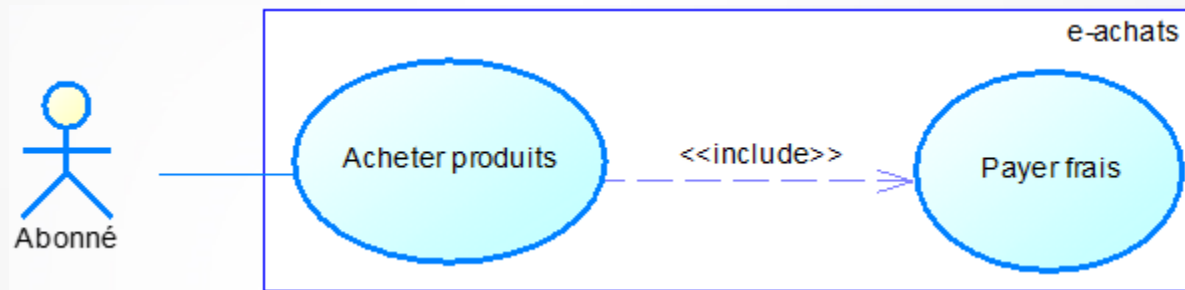 e-achats
Acheter produits
<<include>>
Payer frais
Abonné